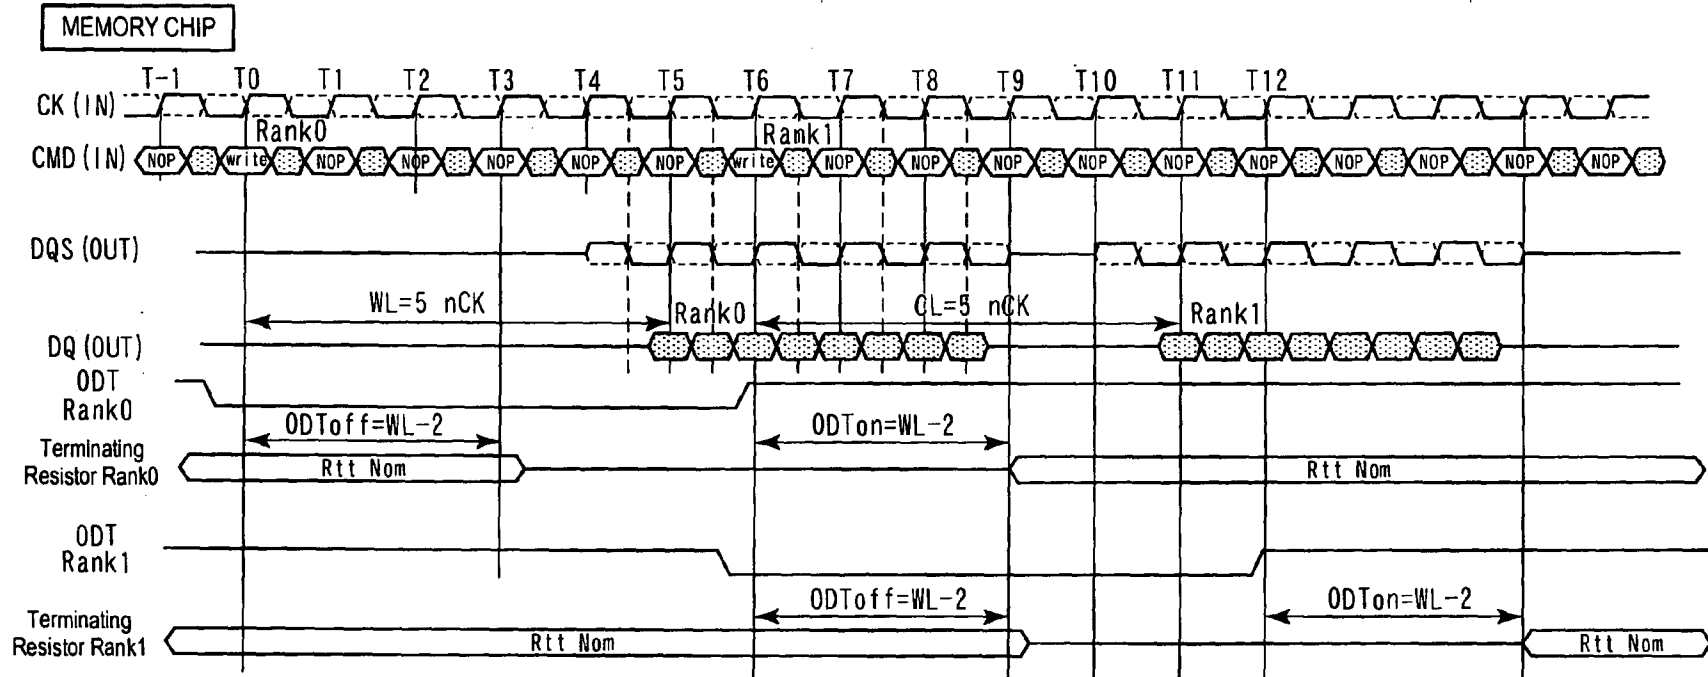 MEMORY CHIP
T-1 T0 T1 T2 T3 T4 T5 T6 T7 T8 T9 T10 T11 T12
CK (IN)
Rank0 Rank1
CMD (IN) NOP write NOP NOP NOP NOP NOP write NOP NOP NOP NOP NOP NOP NOP NOP NOP NOP
DQS (OUT)
WL=5 nCK Rank0 CL=5 nCK Rank1
DQ (OUT)
ODT
Rank0
ODToff=WL-2 ODTon=WL-2
Terminating
Resistor Rank0 Rtt Nom Rtt Nom
ODT
Rank1
ODToff=WL-2 ODTon=WL-2
Terminating
Resistor Rank1 Rtt Nom Rtt Nom